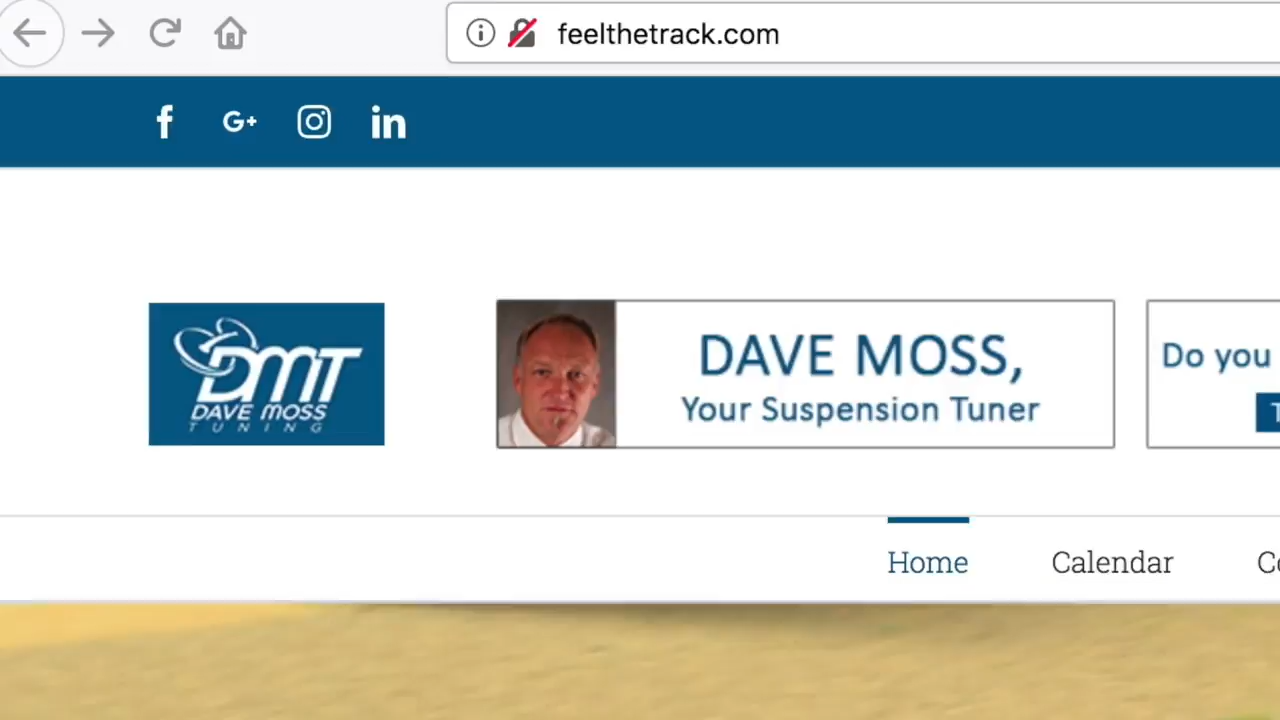 feelthetrack.com
f G+ in
DMT
DAVE MOSS
TUNING
DAVE MOSS,
Your Suspension Tuner
Do you
Home Calendar